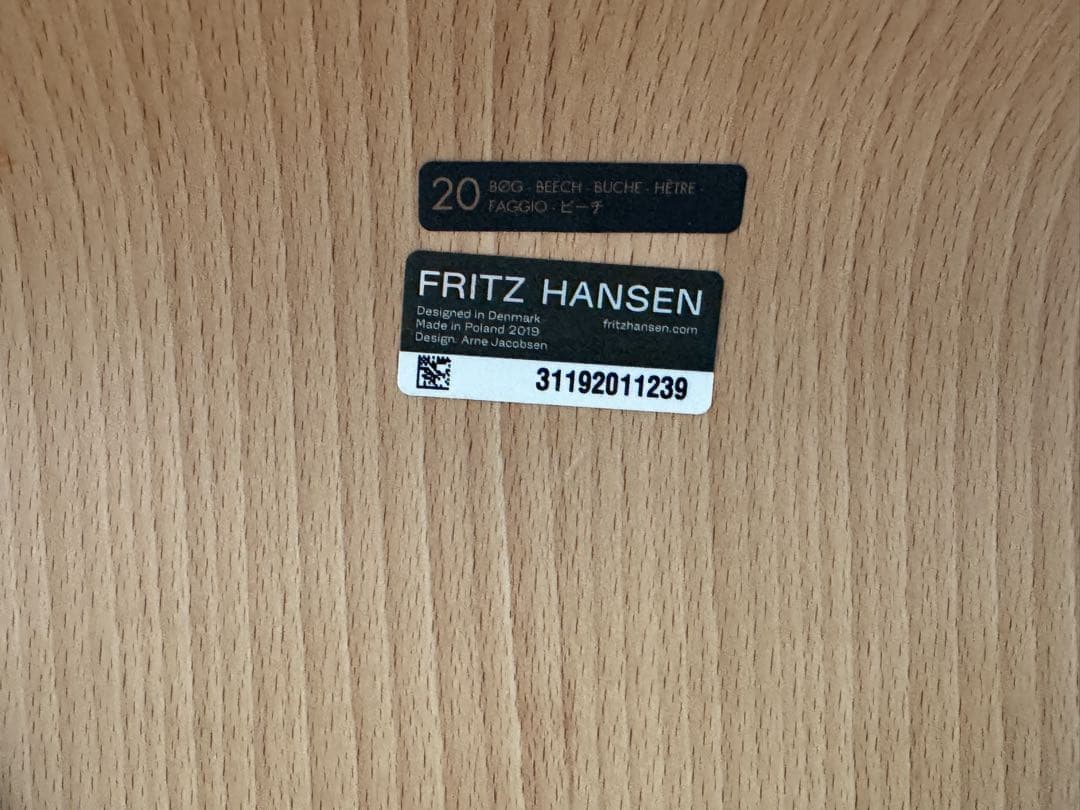 20 BØG - BEECH - BUCHE - HÊTRE -
FAGGIO - ビーチ
FRITZ HANSEN
Designed in Denmark
Made in Poland 2019 fritzhansen.com
Design: Arne Jacobsen
31192011239